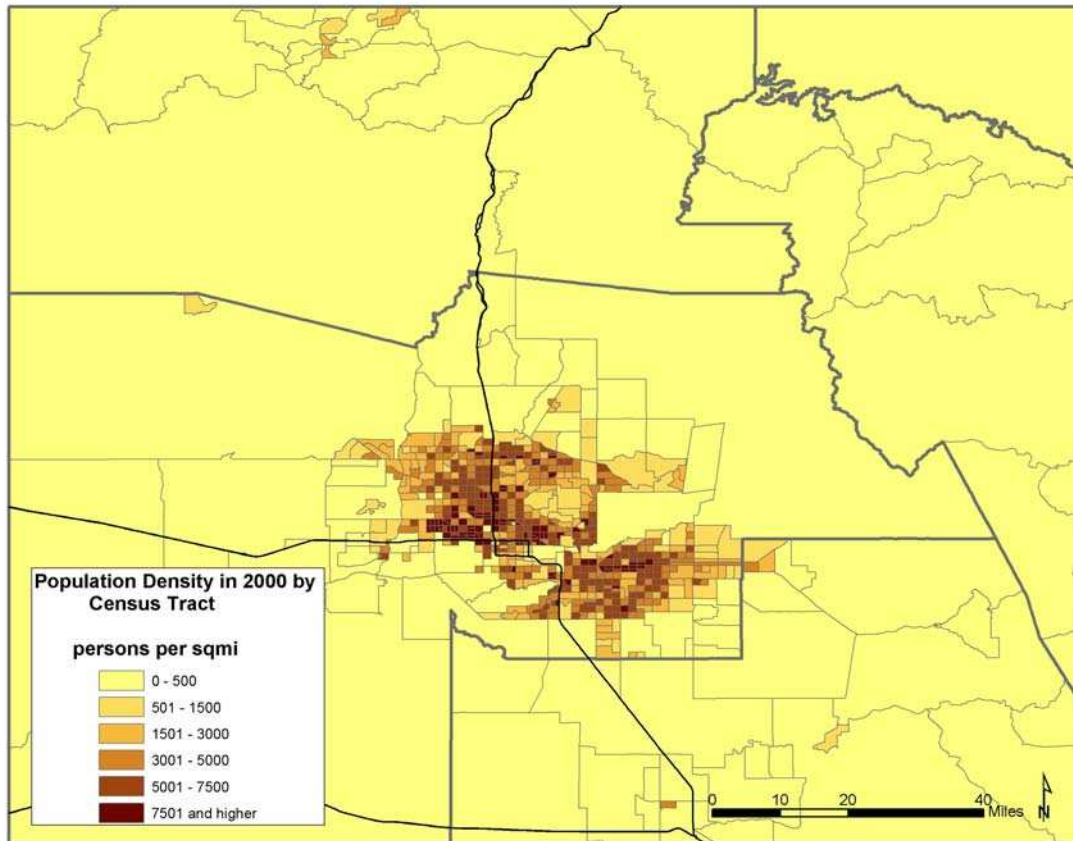 Population Density in 2000 by
Census Tract
persons per sqmi
0 - 500
501 - 1500
1501 - 3000
3001 - 5000
5001 - 7500
7501 and higher
0 10 20 40
Miles
N